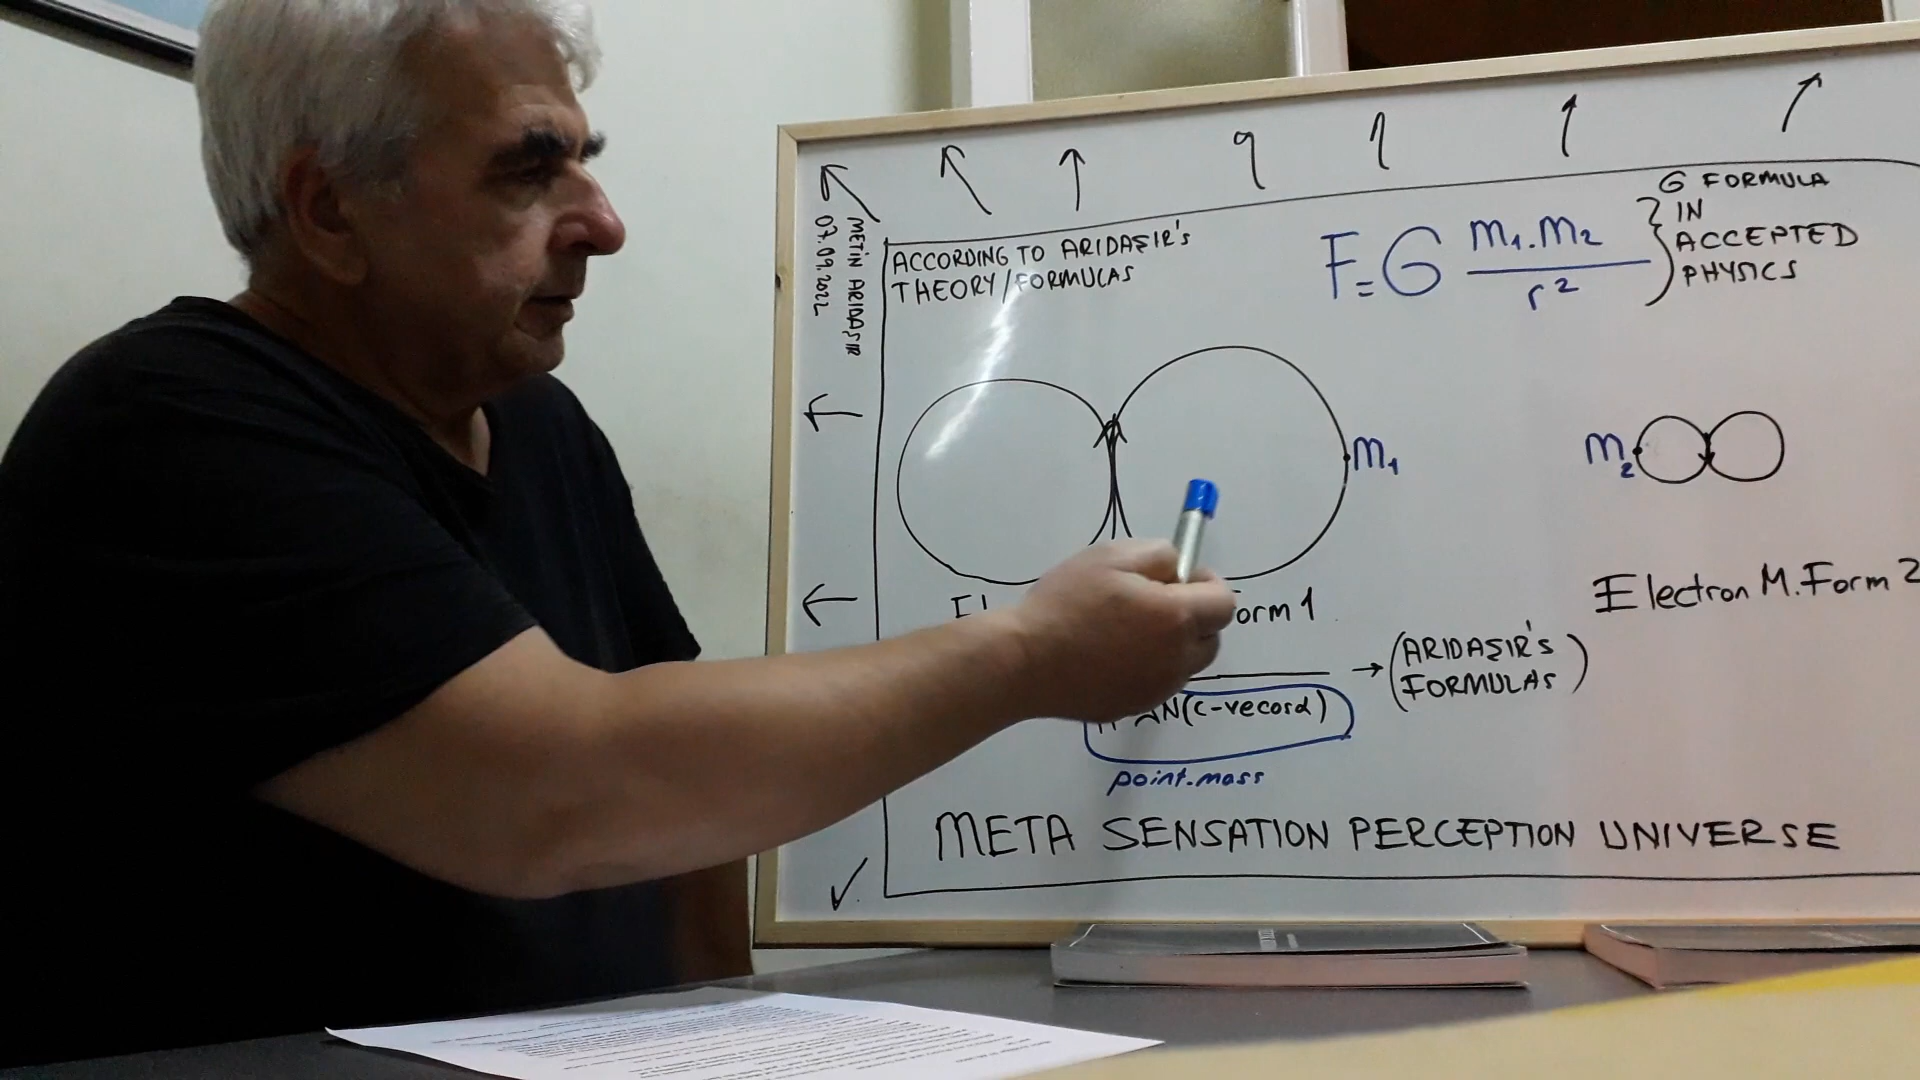 METİN ARIDAŞIR
07.09.2022
ACCORDING TO ARIDAŞIR's
THEORY/FORMULAS
F=G m1.m2
r2
G FORMULA
IN
ACCEPTED
PHYSICS
m1
m2
Form 1
Electron M.Form 2
(c-record)
point.mass
(ARIDAŞIR's
FORMULAS)
META SENSATION PERCEPTION UNIVERSE